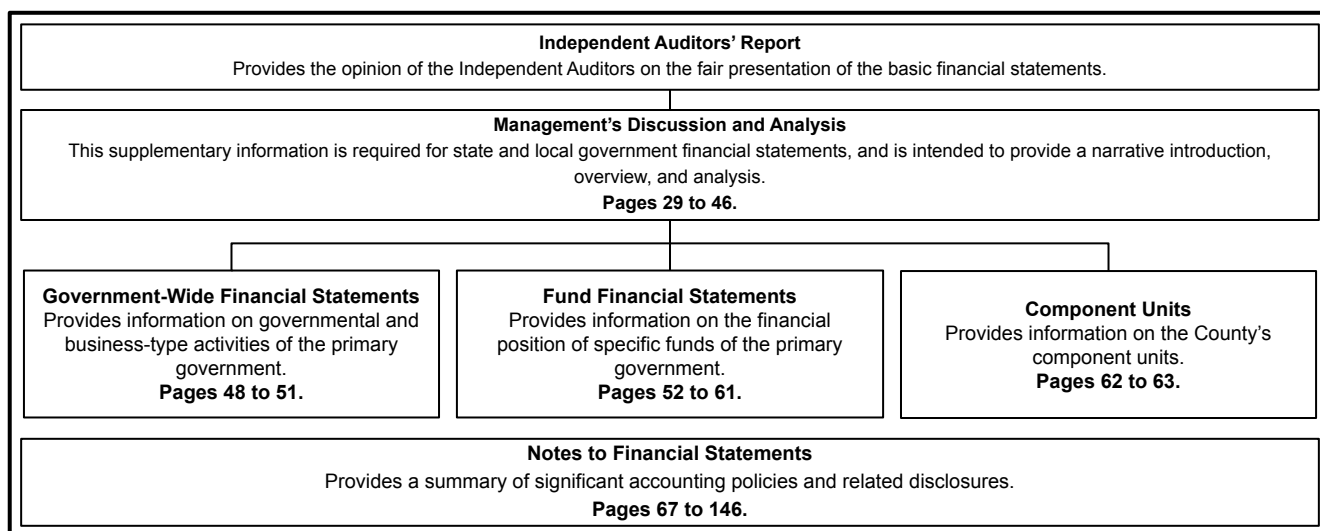 Independent Auditors' Report
Provides the opinion of the Independent Auditors on the fair presentation of the basic financial statements.
Management's Discussion and Analysis
This supplementary information is required for state and local government financial statements, and is intended to provide a narrative introduction,
overview, and analysis.
Pages 29 to 46.
Government-Wide Financial Statements
Provides information on governmental and
business-type activities of the primary
government.
Pages 48 to 51.
Fund Financial Statements
Provides information on the financial
position of specific funds of the primary
government.
Pages 52 to 61.
Component Units
Provides information on the County's
component units.
Pages 62 to 63.
Notes to Financial Statements
Provides a summary of significant accounting policies and related disclosures.
Pages 67 to 146.